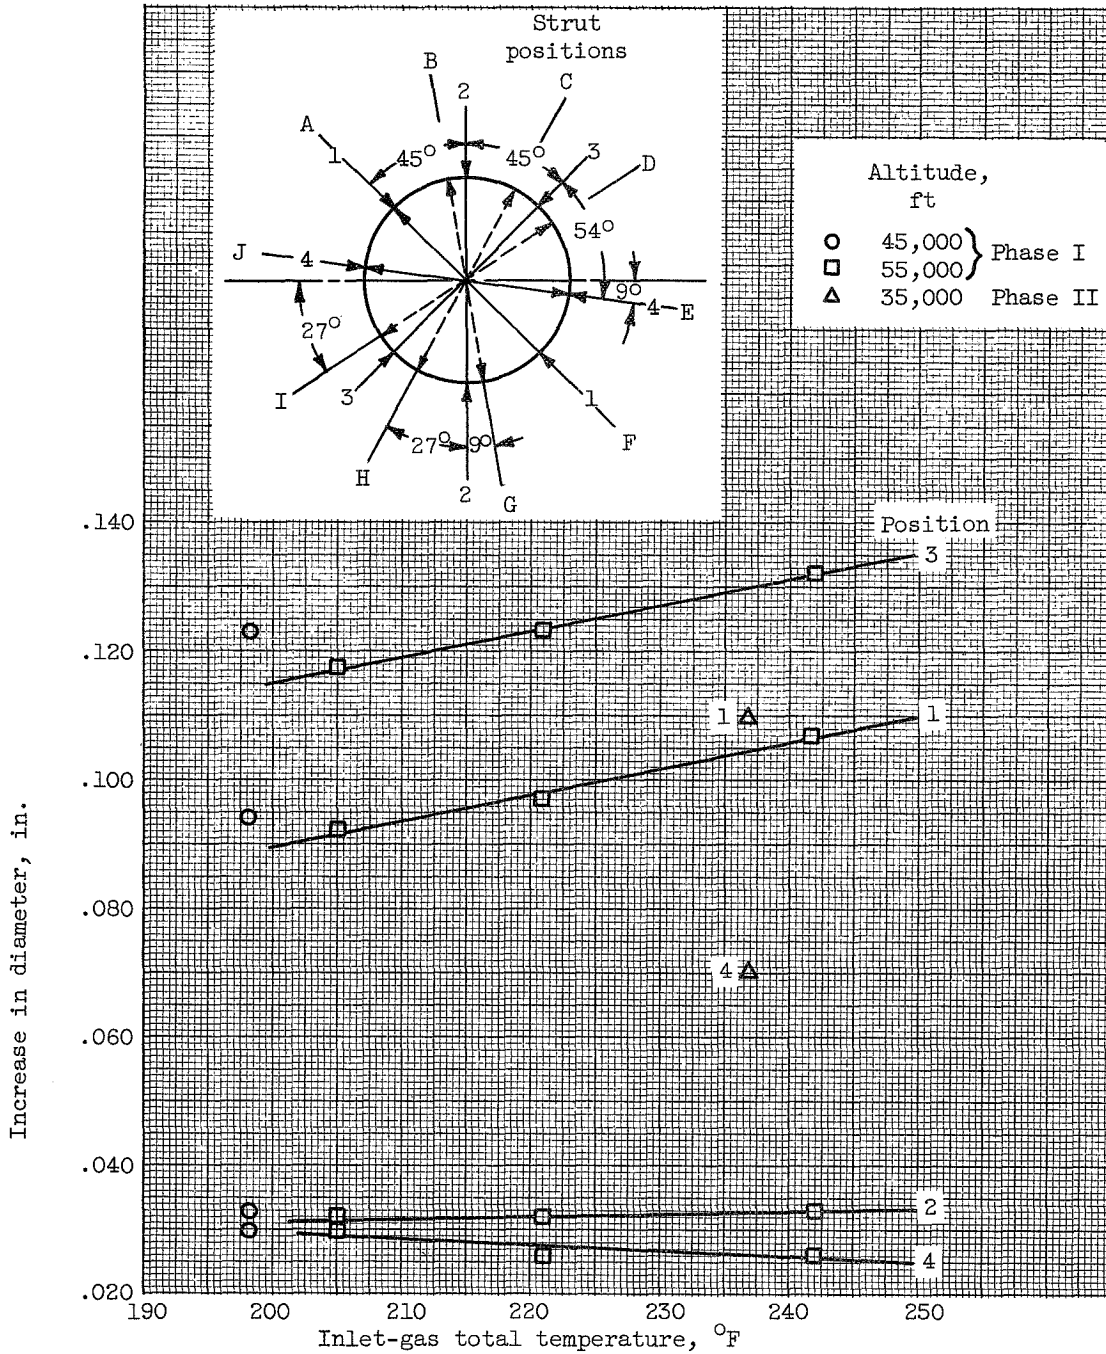 Strut
positions
A
B
C
D
E
F
G
H
I
J
1
2
3
4
1
2
3
4
45°
45°
54°
9°
27°
27°
9°
Altitude,
ft
45,000
55,000
Phase I
35,000 Phase II
Position
3
1
2
4
1
4
.140
.120
.100
.080
.060
.040
.020
190 200 210 220 230 240 250
Inlet-gas total temperature, °F
Increase in diameter, in.